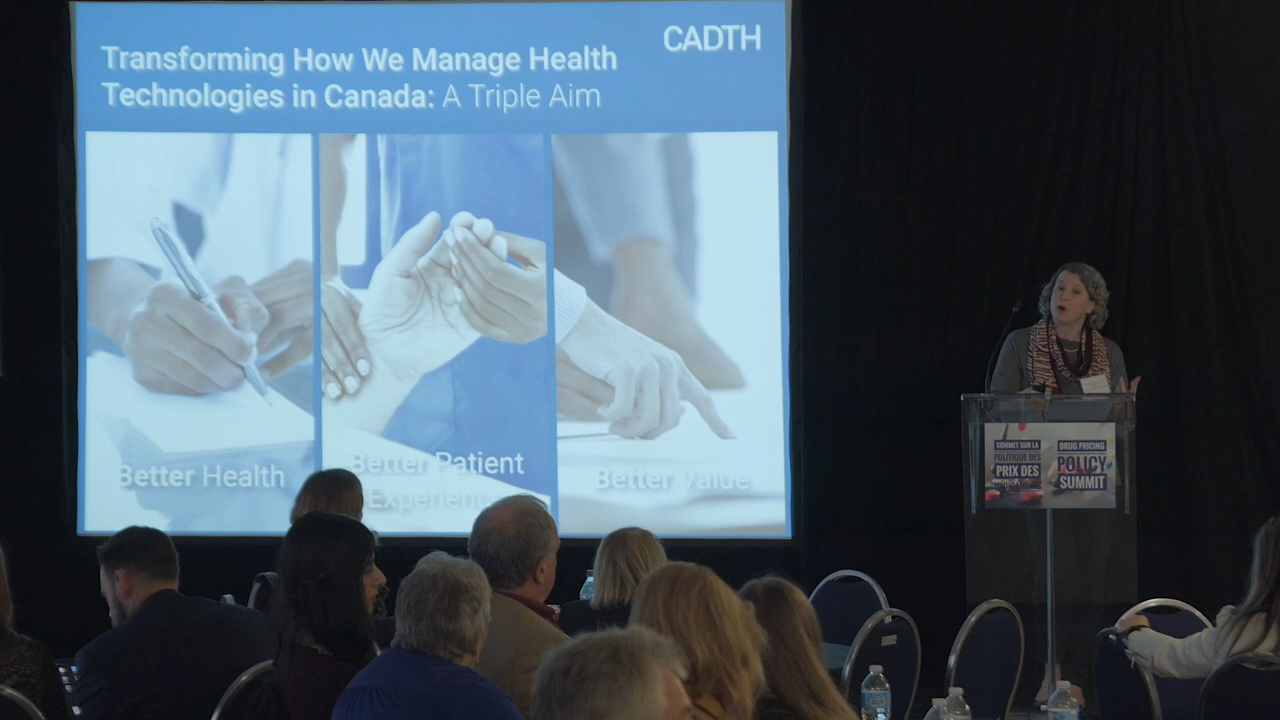 Transforming How We Manage Health
Technologies in Canada: A Triple Aim
CADTH
Better Health
Better Patient
Experience
Better Value
SOMMET SUR LA
POLITIQUE DES
PRIX DES
DRUG PRICING
POLICY
SUMMIT